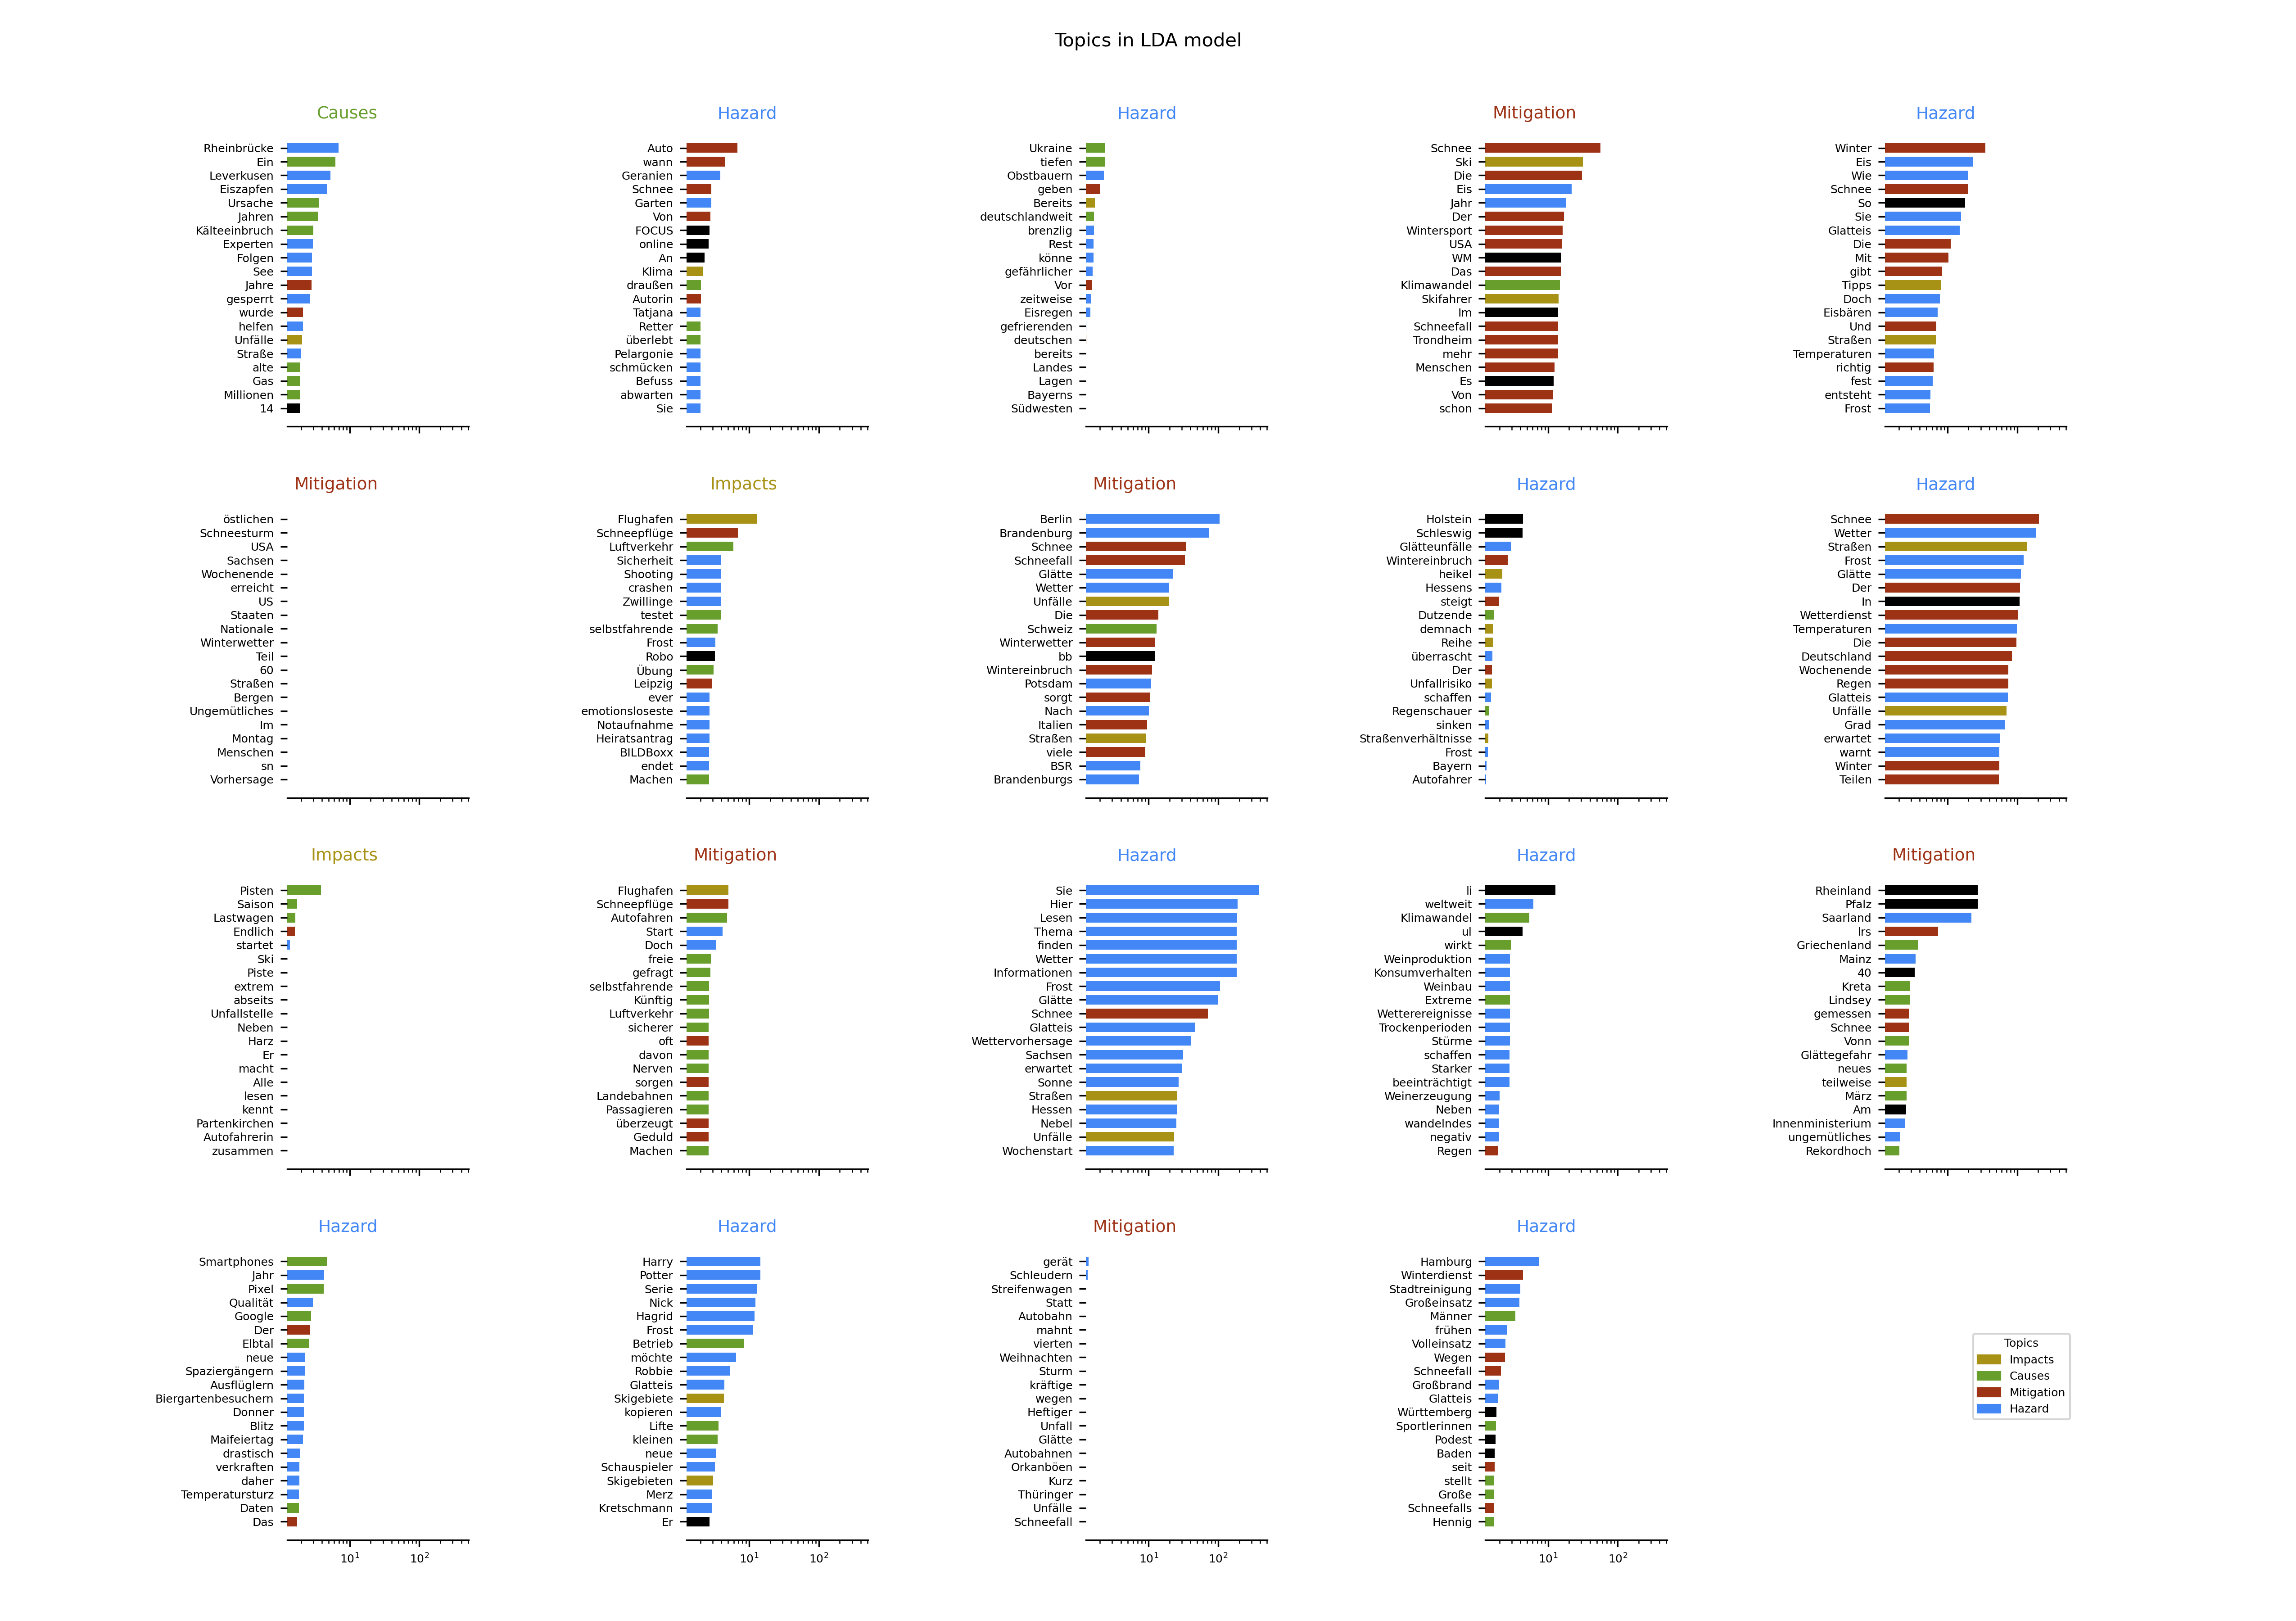 Topics in LDA model
Causes
Rheinbrücke
Ein
Leverkusen
Eiszapfen
Ursache
Jahren
Kälteeinbruch
Experten
Folgen
See
Jahre
gesperrt
wurde
helfen
Unfälle
Straße
alte
Gas
Millionen
14
Hazard
Auto
wann
Geranien
Schnee
Garten
Von
FOCUS
online
An
Klima
draußen
Autorin
Tatjana
Retter
überlebt
Pelargonie
schmücken
Befuss
abwarten
Sie
Hazard
Ukraine
tiefen
Obstbauern
geben
Bereits
deutschlandweit
brenzlig
Rest
könne
gefährlicher
Vor
zeitweise
Eisregen
gefrierenden
deutschen
bereits
Landes
Lagen
Bayerns
Südwesten
Mitigation
Schnee
Ski
Die
Eis
Jahr
Der
Wintersport
USA
WM
Das
Klimawandel
Skifahrer
Im
Schneefall
Trondheim
mehr
Menschen
Es
Von
schon
Hazard
Winter
Eis
Wie
Schnee
So
Sie
Glatteis
Die
Mit
gibt
Tipps
Doch
Eisbären
Und
Straßen
Temperaturen
richtig
fest
entsteht
Frost
Mitigation
östlichen
Schneesturm
USA
Sachsen
Wochenende
erreicht
US
Staaten
Nationale
Winterwetter
Teil
60
Straßen
Bergen
Ungemütliches
Im
Montag
Menschen
sn
Vorhersage
Impacts
Flughafen
Schneepflüge
Luftverkehr
Sicherheit
Shooting
crashen
Zwillinge
testet
selbstfahrende
Frost
Robo
Übung
Leipzig
ever
emotionsloseste
Notaufnahme
Heiratsantrag
BILDBoxx
endet
Machen
Mitigation
Berlin
Brandenburg
Schnee
Schneefall
Glätte
Wetter
Unfälle
Die
Schweiz
Winterwetter
bb
Wintereinbruch
Potsdam
sorgt
Nach
Italien
Straßen
viele
BSR
Brandenburgs
Hazard
Holstein
Schleswig
Glätteunfälle
Wintereinbruch
heikel
Hessens
steigt
Dutzende
demnach
Reihe
überrascht
Der
Unfallrisiko
schaffen
Regenschauer
sinken
Straßenverhältnisse
Frost
Bayern
Autofahrer
Hazard
Schnee
Wetter
Straßen
Frost
Glätte
Der
In
Wetterdienst
Temperaturen
Die
Deutschland
Wochenende
Regen
Glatteis
Unfälle
Grad
erwartet
warnt
Winter
Teilen
Impacts
Pisten
Saison
Lastwagen
Endlich
startet
Ski
Piste
extrem
abseits
Unfallstelle
Neben
Harz
Er
macht
Alle
lesen
kennt
Partenkirchen
Autofahrerin
zusammen
Mitigation
Flughafen
Schneepflüge
Autofahren
Start
Doch
freie
gefragt
selbstfahrende
Künftig
Luftverkehr
sicherer
oft
davon
Nerven
sorgen
Landebahnen
Passagieren
überzeugt
Geduld
Machen
Hazard
Sie
Hier
Lesen
Thema
finden
Wetter
Informationen
Frost
Glätte
Schnee
Glatteis
Wettervorhersage
Sachsen
erwartet
Sonne
Straßen
Hessen
Nebel
Unfälle
Wochenstart
Hazard
li
weltweit
Klimawandel
ul
wirkt
Weinproduktion
Konsumverhalten
Weinbau
Extreme
Wetterereignisse
Trockenperioden
Stürme
schaffen
Starker
beeinträchtigt
Weinerzeugung
Neben
wandelndes
negativ
Regen
Mitigation
Rheinland
Pfalz
Saarland
lrs
Griechenland
Mainz
40
Kreta
Lindsey
gemessen
Schnee
Vonn
Glättegefahr
neues
teilweise
März
Am
Innenministerium
ungemütliches
Rekordhoch
Hazard
Smartphones
Jahr
Pixel
Qualität
Google
Der
Elbtal
neue
Spaziergängern
Ausflüglern
Biergartenbesuchern
Donner
Blitz
Maifeiertag
drastisch
verkraften
daher
Temperatursturz
Daten
Das
10¹ 10²
Hazard
Harry
Potter
Serie
Nick
Hagrid
Frost
Betrieb
möchte
Robbie
Glatteis
Skigebiete
kopieren
Lifte
kleinen
neue
Schauspieler
Skigebieten
Merz
Kretschmann
Er
10¹ 10²
Mitigation
gerät
Schleudern
Streifenwagen
Statt
Autobahn
mahnt
vierten
Weihnachten
Sturm
kräftige
wegen
Heftiger
Unfall
Glätte
Autobahnen
Orkanböen
Kurz
Thüringer
Unfälle
Schneefall
10¹ 10²
Hazard
Hamburg
Winterdienst
Stadtreinigung
Großeinsatz
Männer
frühen
Volleinsatz
Wegen
Schneefall
Großbrand
Glatteis
Württemberg
Sportlerinnen
Podest
Baden
seit
stellt
Große
Schneefalls
Hennig
10¹ 10²
Topics
Impacts
Causes
Mitigation
Hazard